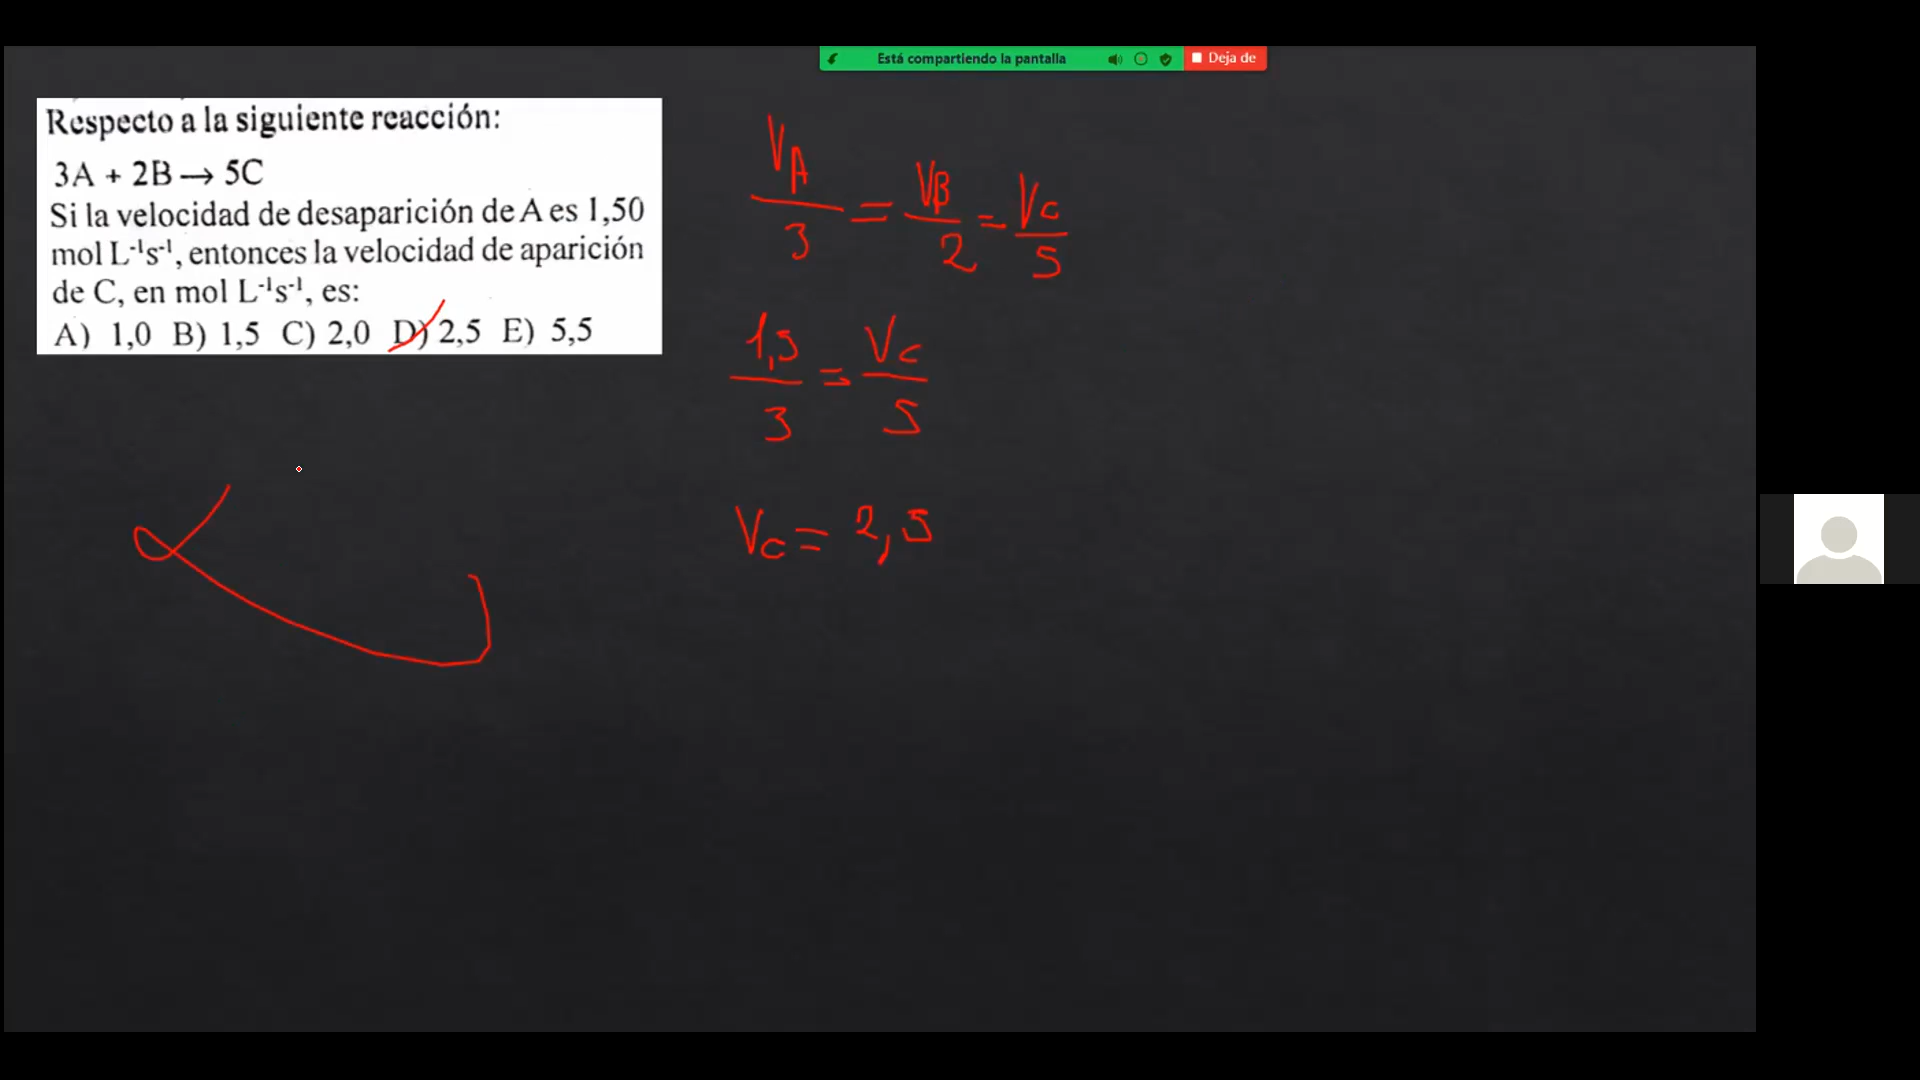 Está compartiendo la pantalla
Deja de
Respecto a la siguiente reacción:
3A + 2B → 5C
Si la velocidad de desaparición de A es 1,50
mol L⁻¹s⁻¹, entonces la velocidad de aparición
de C, en mol L⁻¹s⁻¹, es:
A) 1,0 B) 1,5 C) 2,0 D) 2,5 E) 5,5
VA/3 = VB/2 = Vc/5
1,5/3 = Vc/5
Vc = 2,5